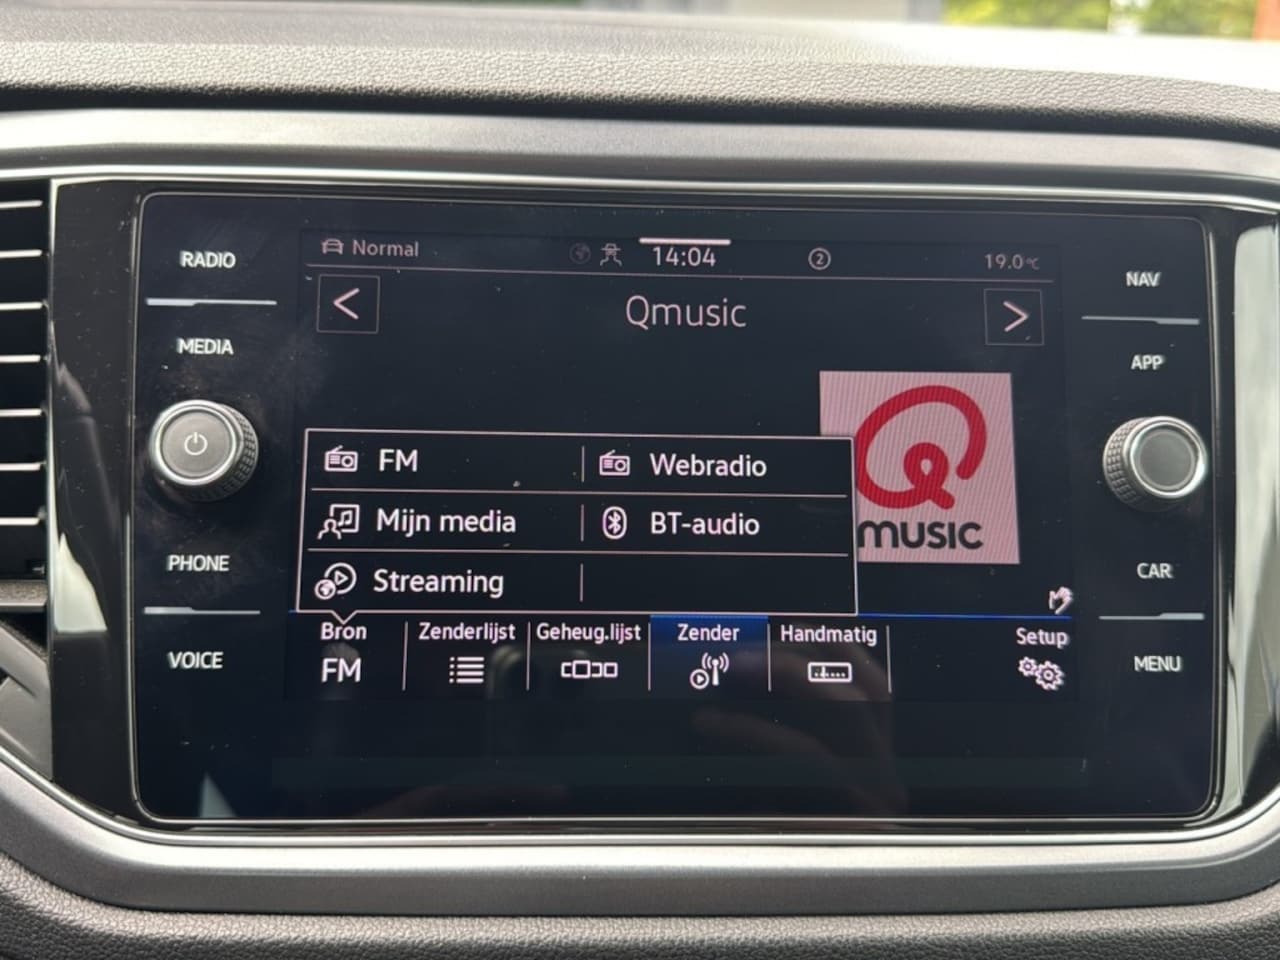 RADIO
MEDIA
PHONE
VOICE
Normal
14:04
2
19.0°C
<
Qmusic
>
Q
MUSIC
FM
Webradio
Mijn media
BT-audio
Streaming
Bron
FM
Zenderlijst
Geheug.lijst
Zender
Handmatig
Setup
NAV
APP
CAR
MENU